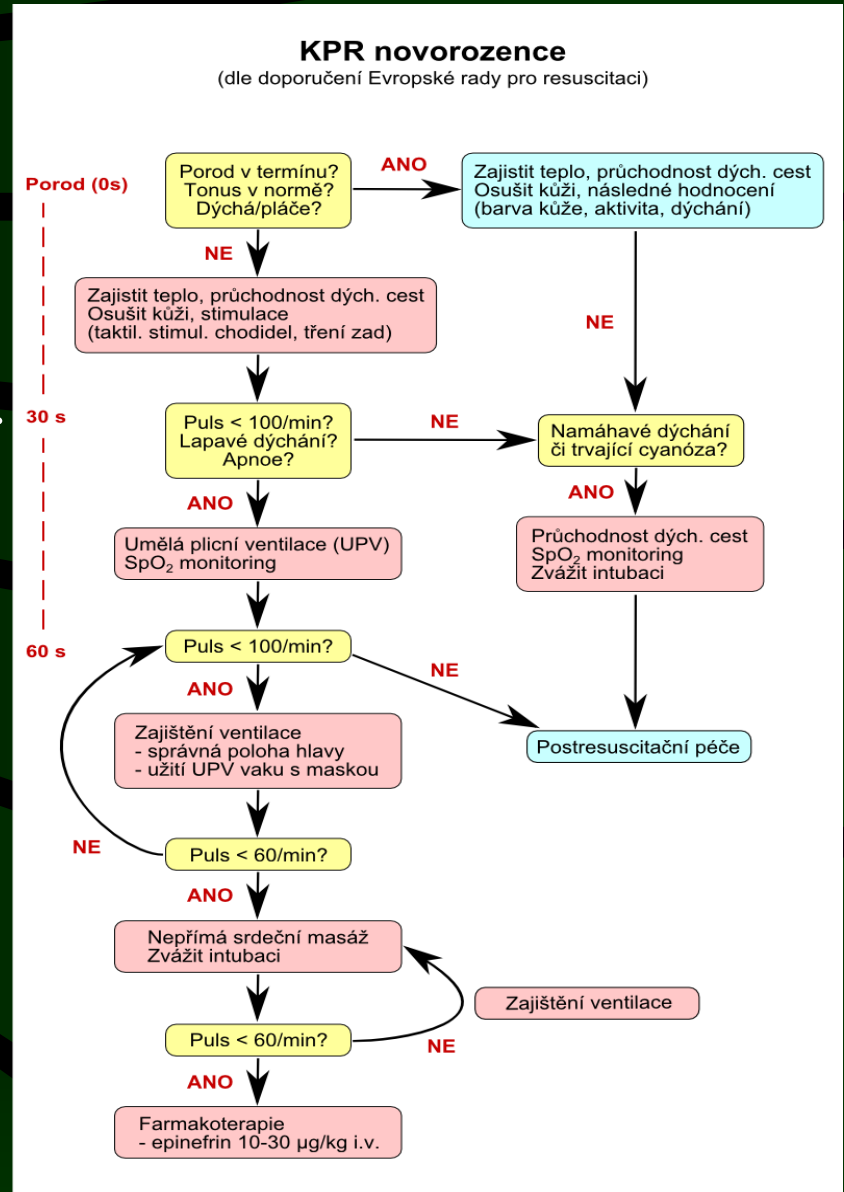 KPR novorozence
(dle doporučení Evropské rady pro resuscitaci)
Porod (0s)
Porod v termínu?
Tonus v normě?
Dýchá/pláče?
ANO
Zajistit teplo, průchodnost dých. cest
Osušit kůži, následné hodnocení
(barva kůže, aktivita, dýchání)
NE
Zajistit teplo, průchodnost dých. cest
Osušit kůži, stimulace
(taktil. stimul. chodidel, tření zad)
NE
30 s
Puls < 100/min?
Lapavé dýchání?
Apnoe?
NE
Namáhavé dýchání
či trvající cyanóza?
ANO
ANO
Umělá plicní ventilace (UPV)
SpO₂ monitoring
Průchodnost dých. cest
SpO₂ monitoring
Zvážit intubaci
60 s
Puls < 100/min?
NE
ANO
Zajištění ventilace
- správná poloha hlavy
- užití UPV vaku s maskou
Postresuscitační péče
NE
Puls < 60/min?
ANO
Nepřímá srdeční masáž
Zvážit intubaci
Zajištění ventilace
Puls < 60/min?
NE
ANO
Farmakoterapie
- epinefrin 10-30 µg/kg i.v.